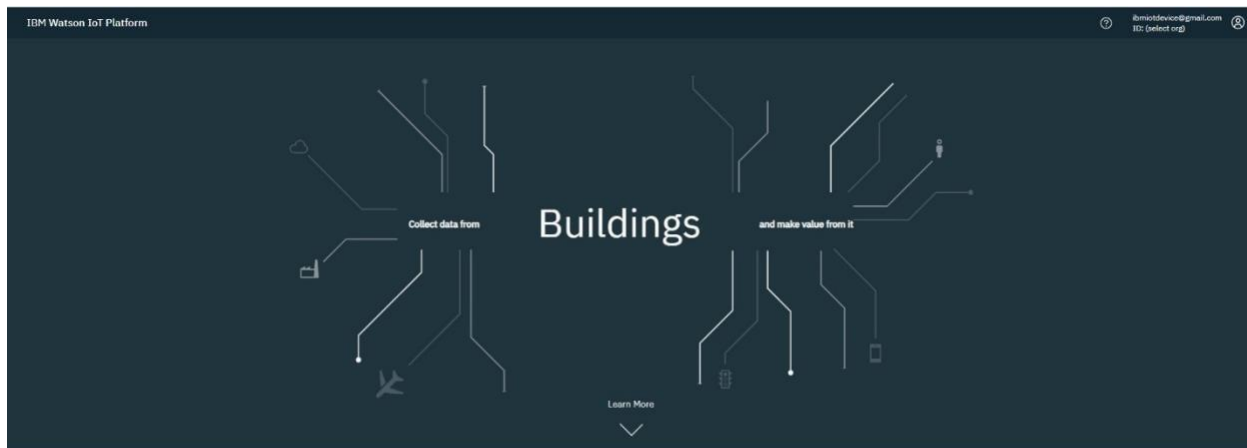 IBM Watson IoT Platform
ibmiotdevice@gmail.com
ID: (select org)
Collect data from
Buildings
and make value from it
Learn More